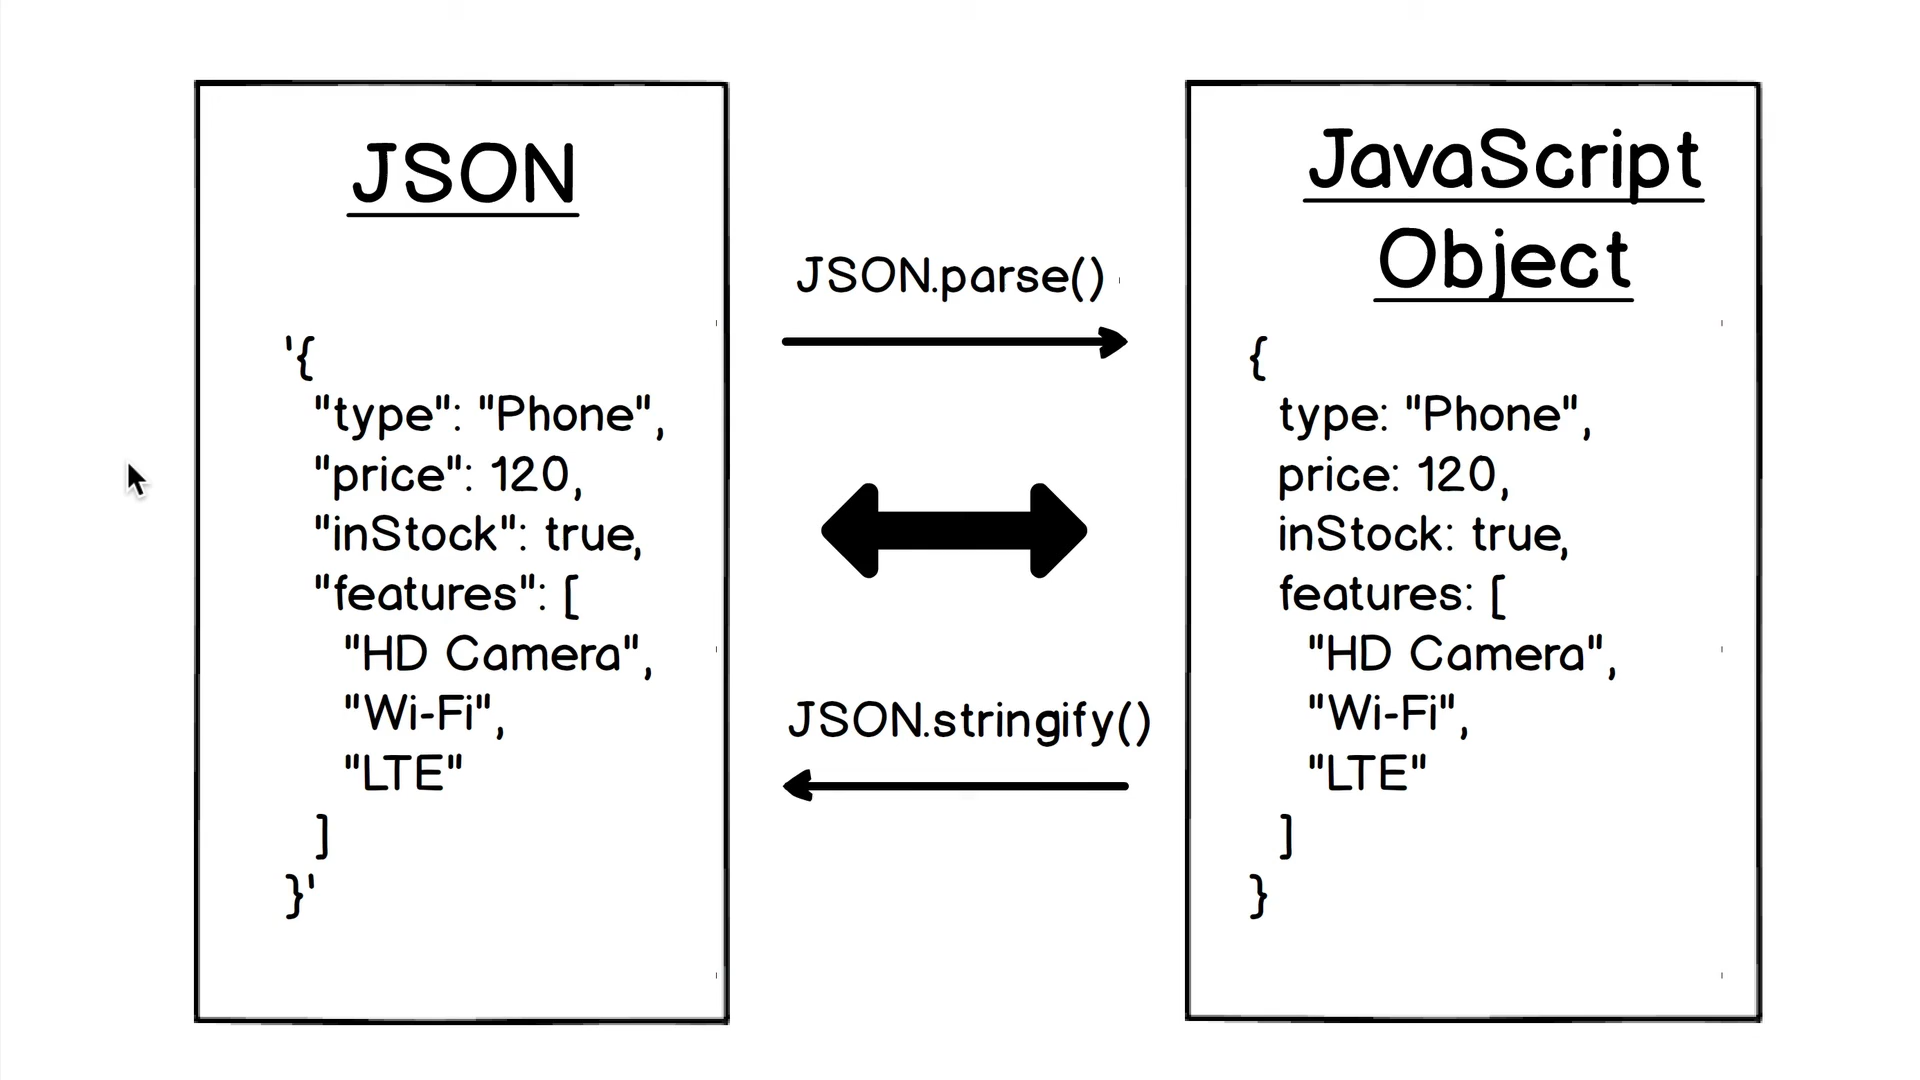 JSON
'{
"type": "Phone",
"price": 120,
"inStock": true,
"features": [
"HD Camera",
"Wi-Fi",
"LTE"
]
}'
JSON.parse()
JSON.stringify()
JavaScript
Object
{
type: "Phone",
price: 120,
inStock: true,
features: [
"HD Camera",
"Wi-Fi",
"LTE"
]
}